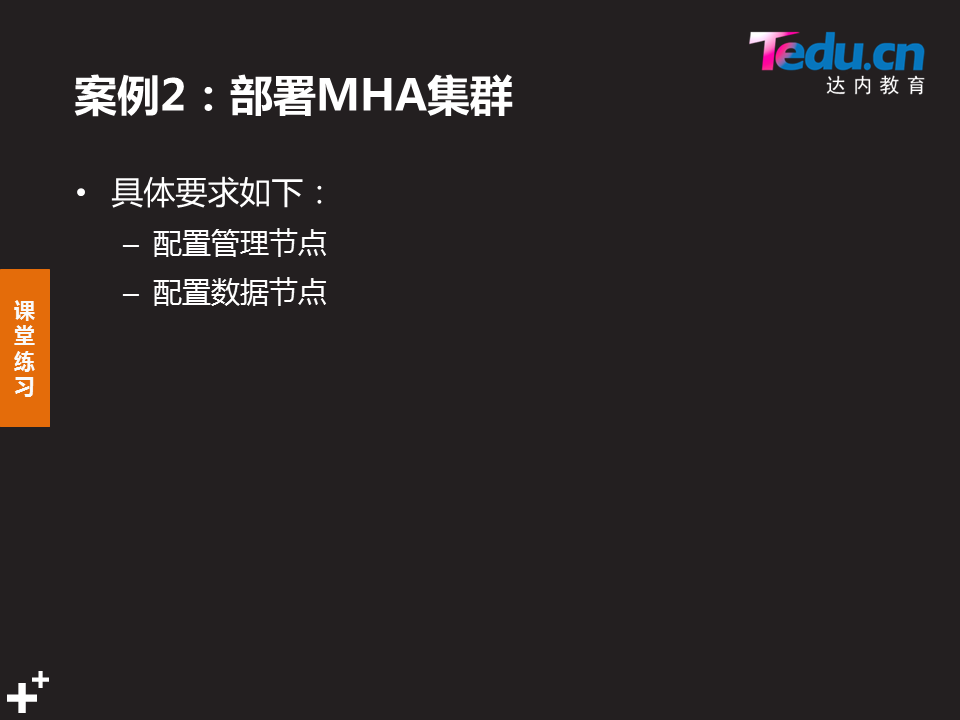 Tedu.cn
达内教育
案例2：部署MHA集群
• 具体要求如下：
– 配置管理节点
– 配置数据节点
课
堂
练
习